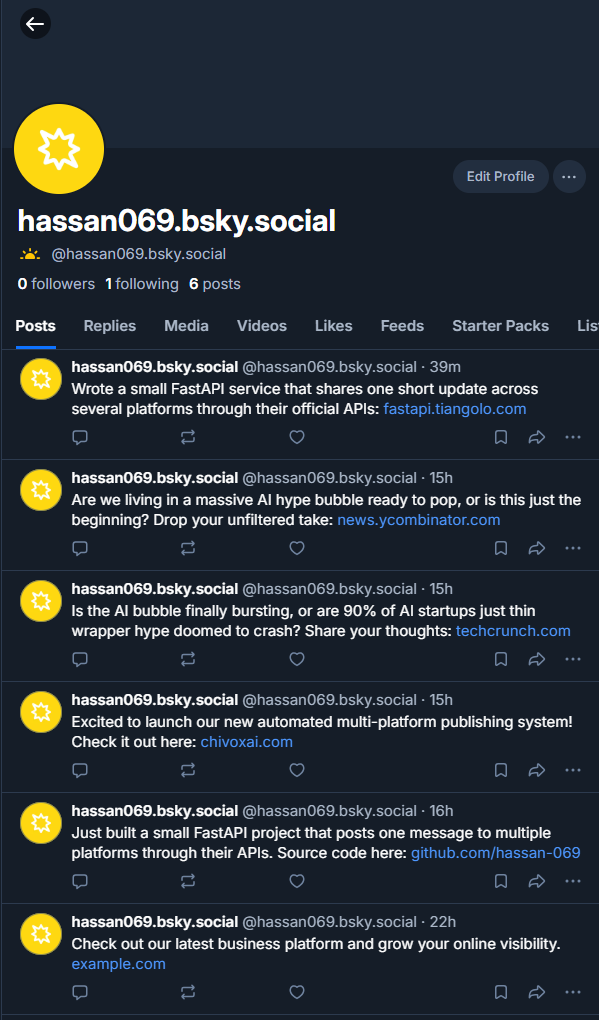 Edit Profile
hassan069.bsky.social
@hassan069.bsky.social
0 followers 1 following 6 posts
Posts Replies Media Videos Likes Feeds Starter Packs Lis
hassan069.bsky.social @hassan069.bsky.social · 39m
Wrote a small FastAPI service that shares one short update across
several platforms through their official APIs: fastapi.tiangolo.com
hassan069.bsky.social @hassan069.bsky.social · 15h
Are we living in a massive AI hype bubble ready to pop, or is this just the
beginning? Drop your unfiltered take: news.ycombinator.com
hassan069.bsky.social @hassan069.bsky.social · 15h
Is the AI bubble finally bursting, or are 90% of AI startups just thin
wrapper hype doomed to crash? Share your thoughts: techcrunch.com
hassan069.bsky.social @hassan069.bsky.social · 15h
Excited to launch our new automated multi-platform publishing system!
Check it out here: chivoxai.com
hassan069.bsky.social @hassan069.bsky.social · 16h
Just built a small FastAPI project that posts one message to multiple
platforms through their APIs. Source code here: github.com/hassan-069
hassan069.bsky.social @hassan069.bsky.social · 22h
Check out our latest business platform and grow your online visibility.
example.com